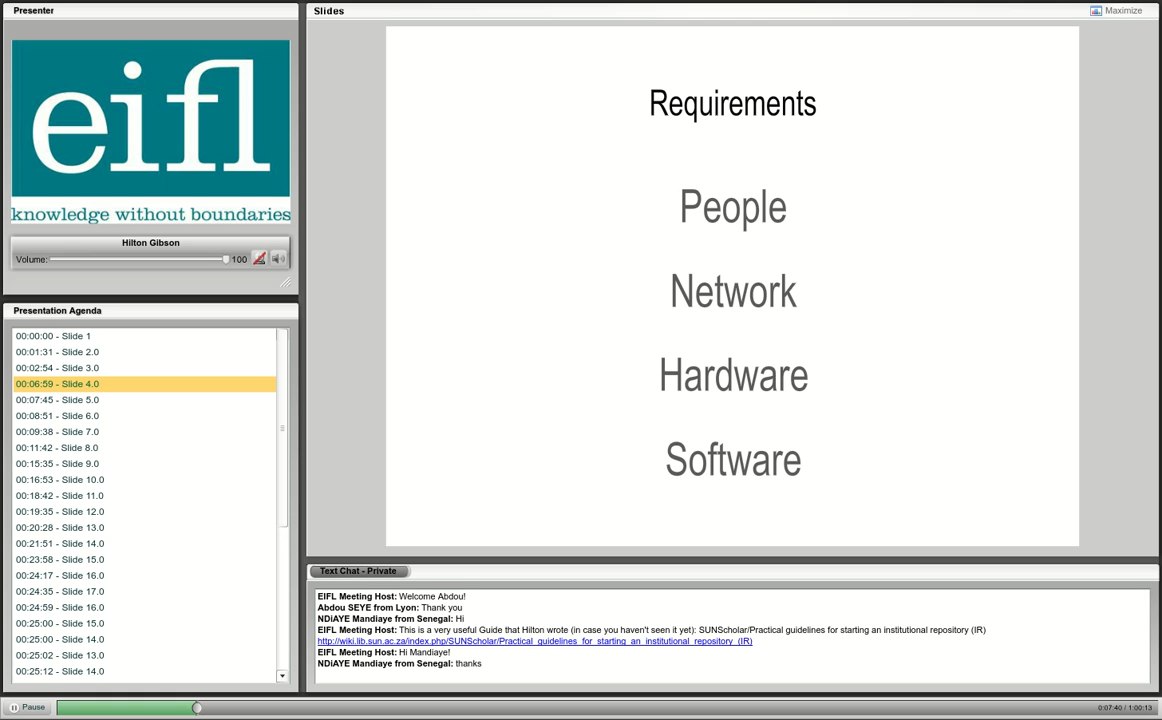 Presenter
eifl
knowledge without boundaries
Hilton Gibson
Volume: 100
Presentation Agenda
00:00:00 - Slide 1
00:01:31 - Slide 2.0
00:02:54 - Slide 3.0
00:06:59 - Slide 4.0
00:07:45 - Slide 5.0
00:08:51 - Slide 6.0
00:09:38 - Slide 7.0
00:11:42 - Slide 8.0
00:15:35 - Slide 9.0
00:16:53 - Slide 10.0
00:18:42 - Slide 11.0
00:19:35 - Slide 12.0
00:20:28 - Slide 13.0
00:21:51 - Slide 14.0
00:23:58 - Slide 15.0
00:24:17 - Slide 16.0
00:24:35 - Slide 17.0
00:24:59 - Slide 16.0
00:25:00 - Slide 15.0
00:25:00 - Slide 14.0
00:25:02 - Slide 13.0
00:25:12 - Slide 14.0
Slides
Maximize
Requirements
People
Network
Hardware
Software
Text Chat - Private
EIFL Meeting Host: Welcome Abdou!
Abdou SEYE from Lyon: Thank you
NDiAYE Mandiaye from Senegal: Hi
EIFL Meeting Host: This is a very useful Guide that Hilton wrote (in case you haven't seen it yet): SUNScholar/Practical guidelines for starting an institutional repository (IR)
http://wiki.lib.sun.ac.za/index.php/SUNScholar/Practical_guidelines_for_starting_an_institutional_repository_(IR)
EIFL Meeting Host: Hi Mandiaye!
NDiAYE Mandiaye from Senegal: thanks
Pause
0:07:40 / 1:00:13